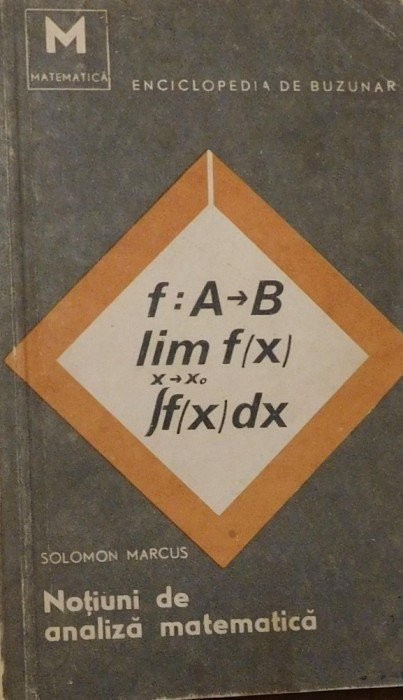 M
MATEMATICĂ
ENCICLOPEDIA DE BUZUNAR
f : A → B
lim f(x)
x → x₀
∫f(x)dx
SOLOMON MARCUS
Noțiuni de
analiză matematică